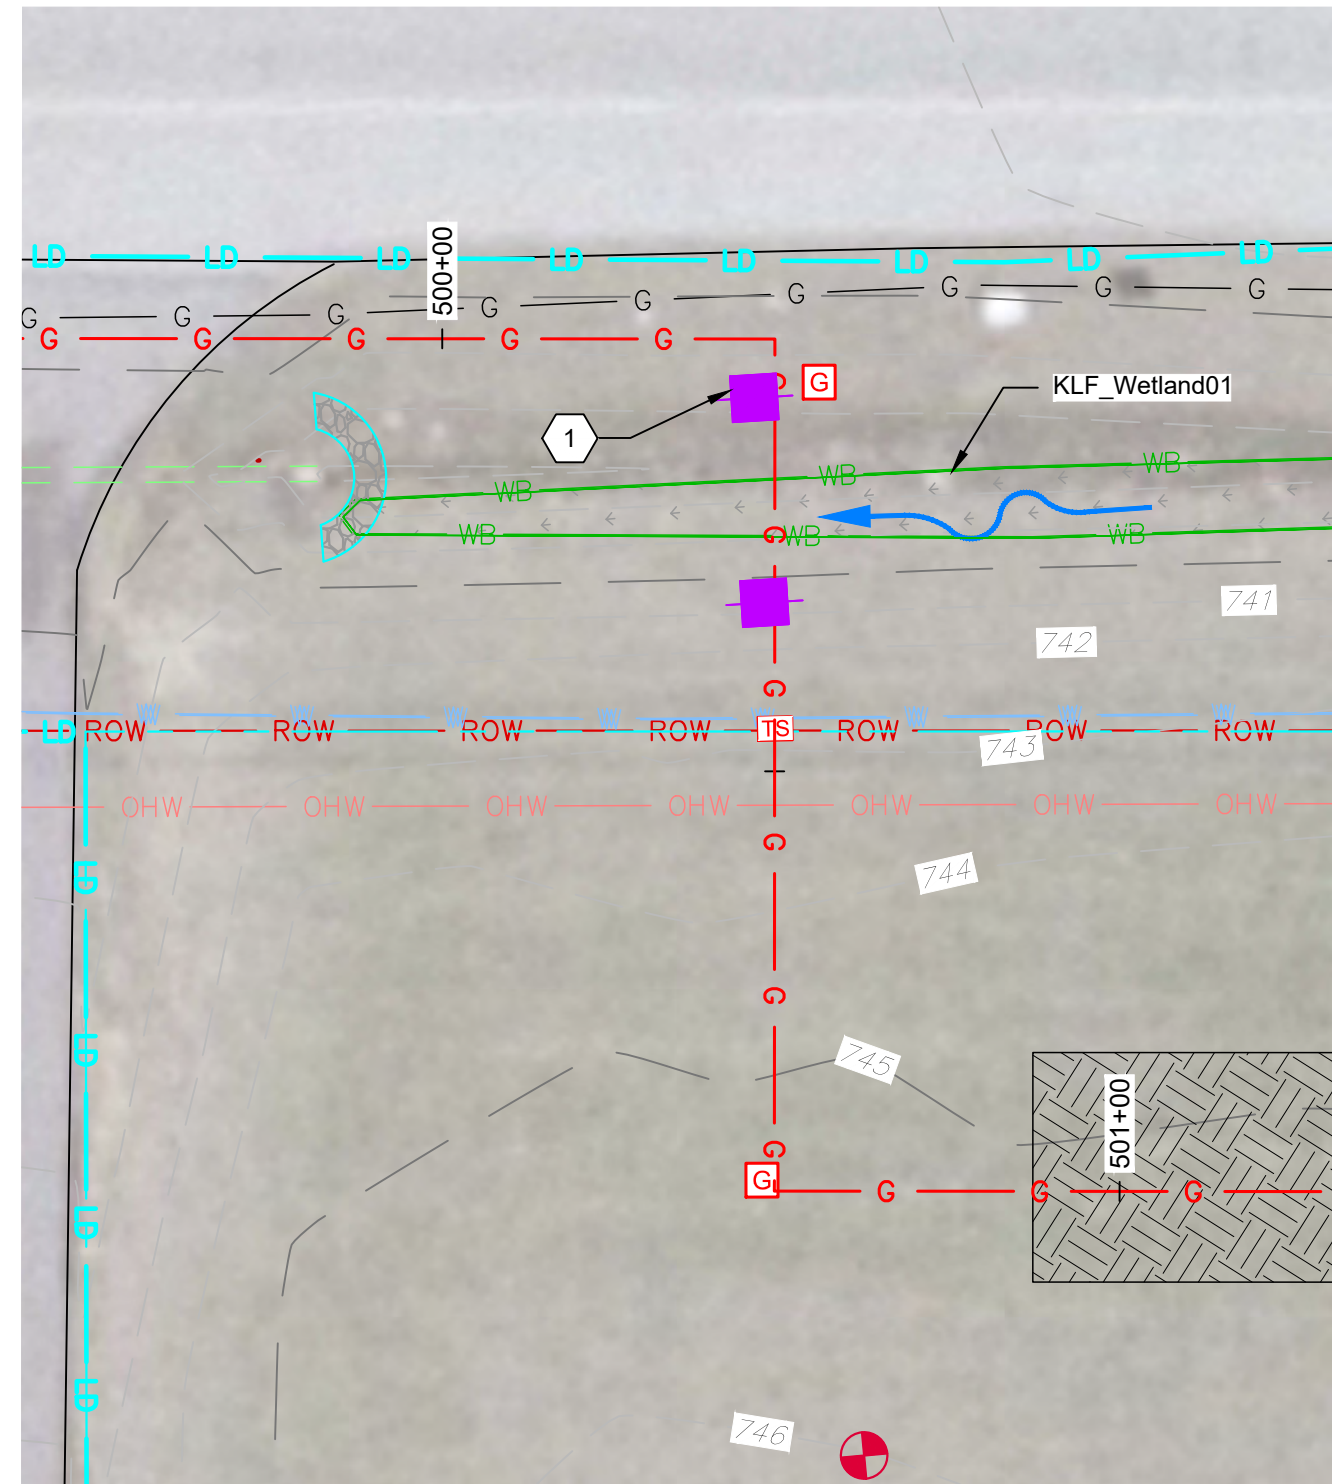 LD LD LD LD LD LD LD LD
500+00
G G G G G G G G G
G G G G G
G G
KLF_Wetland01
1
WB WB WB
WB WB WB
G
741
742
G
W W W W W W W W
LD ROW ROW ROW ROW TS ROW ROW ROW
743
OHW OHW OHW OHW OHW OHW OHW
G
LD
744
G
LD
745
501+00
G
G G G G
LD
LD
746